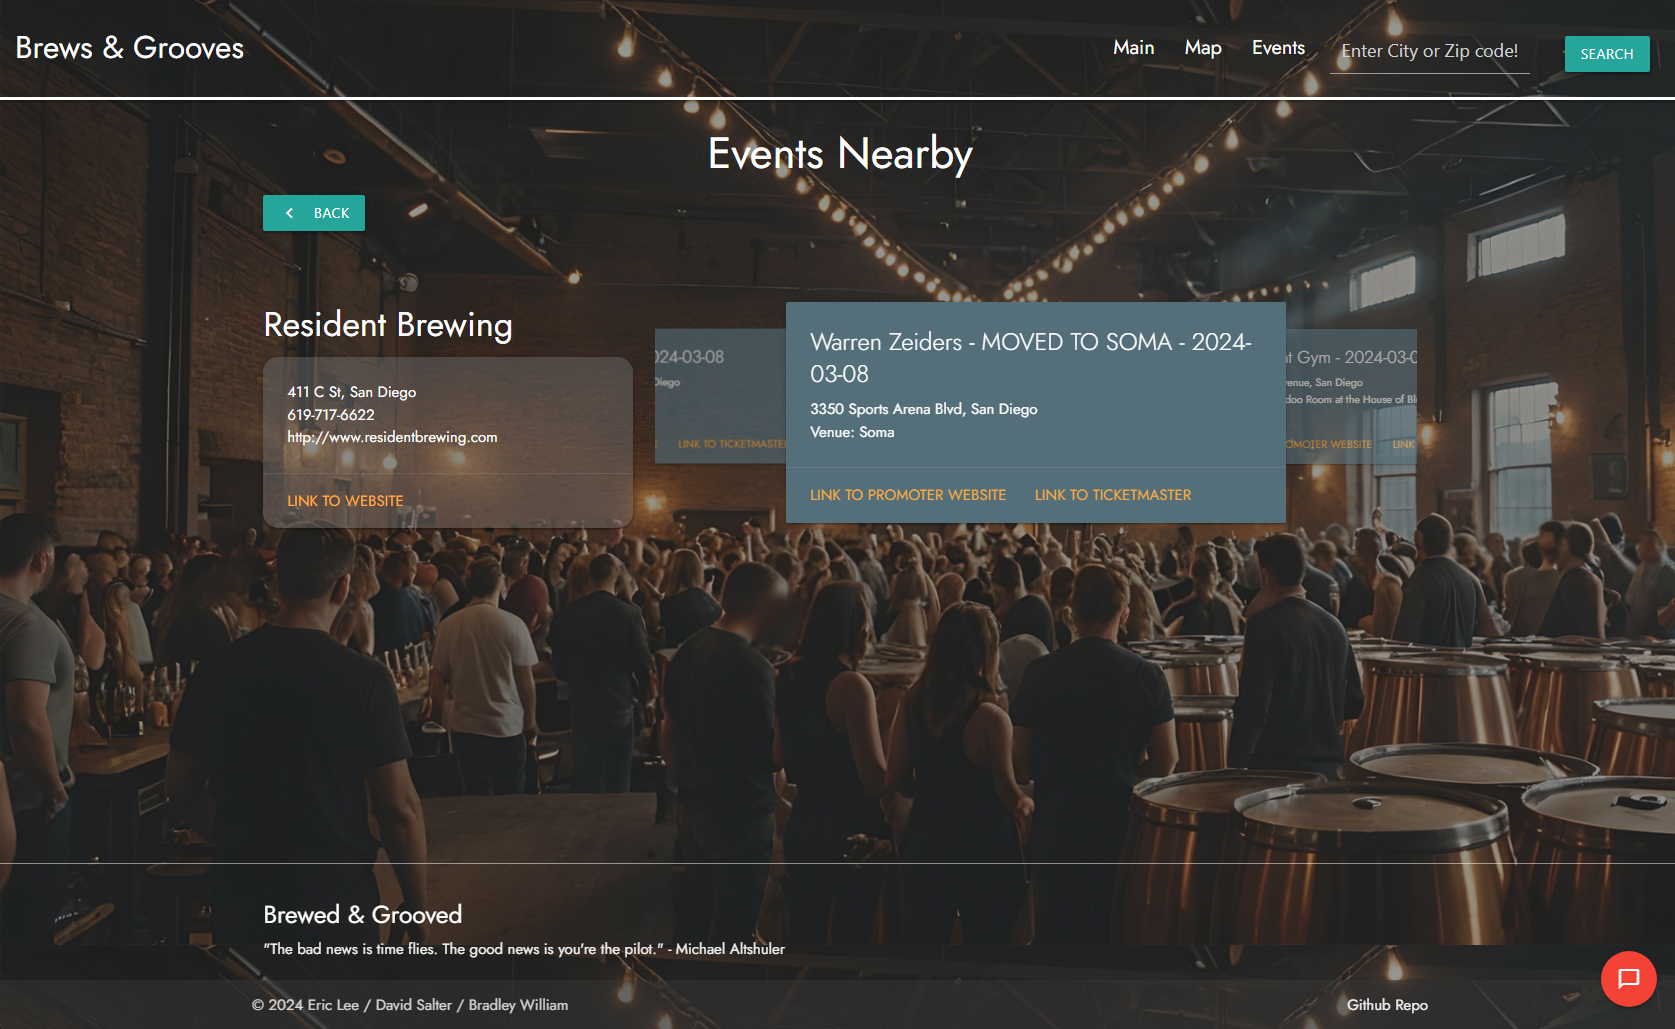 Brews & Grooves
Main
Map
Events
Enter City or Zip code!
SEARCH
Events Nearby
BACK
Resident Brewing
411 C St, San Diego
619-717-6622
http://www.residentbrewing.com
LINK TO WEBSITE
024-03-08
Diego
LINK TO TICKETMASTER
Warren Zeiders - MOVED TO SOMA - 2024-
03-08
3350 Sports Arena Blvd, San Diego
Venue: Soma
LINK TO PROMOTER WEBSITE
LINK TO TICKETMASTER
Gym - 2024-03-0
San Diego
Room at the House of
WEBSITE
LINK
Brewed & Grooved
"The bad news is time flies. The good news is you're the pilot." - Michael Altshuler
© 2024 Eric Lee / David Salter / Bradley William
Github Repo